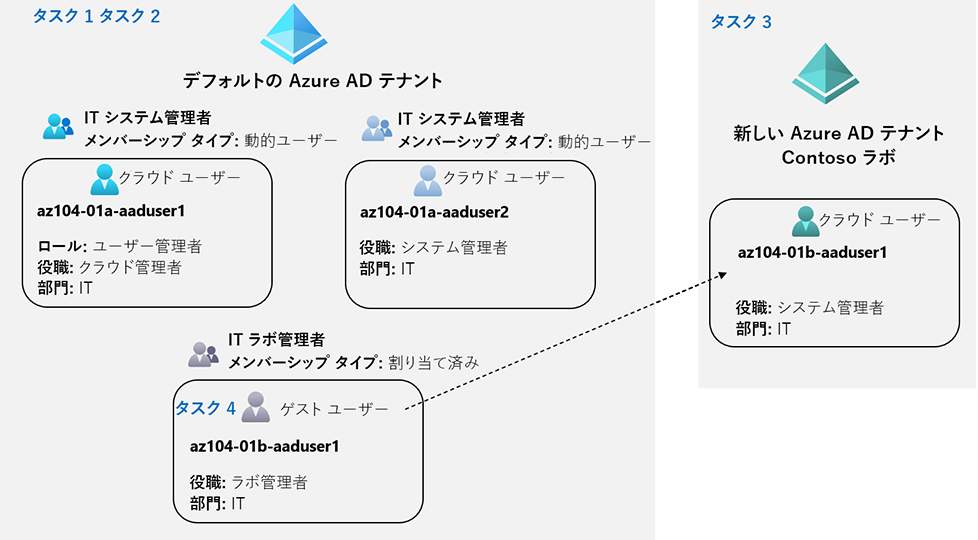 タスク 1 タスク 2
デフォルトの Azure AD テナント
IT システム管理者
メンバーシップ タイプ: 動的ユーザー
クラウド ユーザー
az104-01a-aaduser1
ロール: ユーザー管理者
役職: クラウド管理者
部門: IT
IT システム管理者
メンバーシップ タイプ: 動的ユーザー
クラウド ユーザー
az104-01a-aaduser2
役職: システム管理者
部門: IT
IT ラボ管理者
メンバーシップ タイプ: 割り当て済み
タスク 4
ゲスト ユーザー
az104-01b-aaduser1
役職: ラボ管理者
部門: IT
タスク 3
新しい Azure AD テナント
Contoso ラボ
クラウド ユーザー
az104-01b-aaduser1
役職: システム管理者
部門: IT